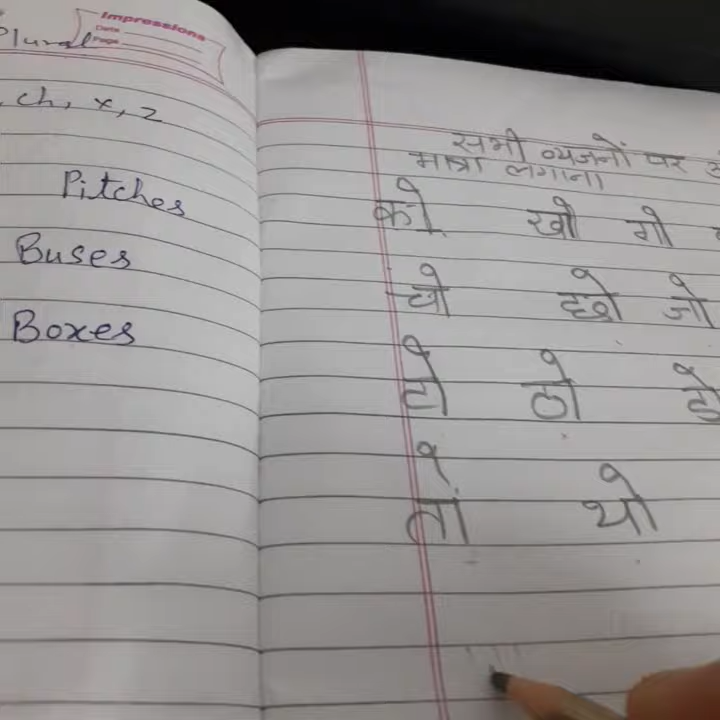 Plural
Impressions
Date
Page
ch, x, z
Pitches
Buses
Boxes
सभी व्यजनों पर
मात्रा लगाना
को खो गो
चो छो जो
टो ठो
तो थो